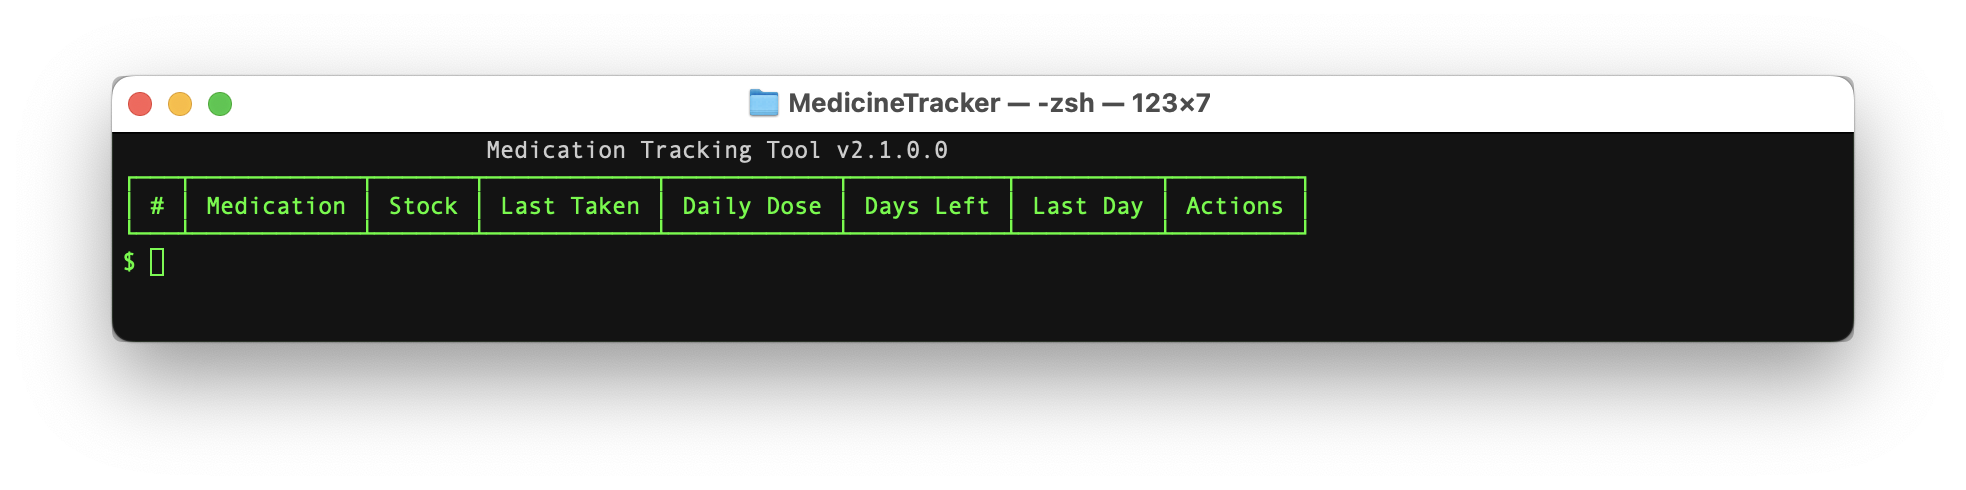 MedicineTracker — -zsh — 123×7
Medication Tracking Tool v2.1.0.0
# Medication Stock Last Taken Daily Dose Days Left Last Day Actions
$